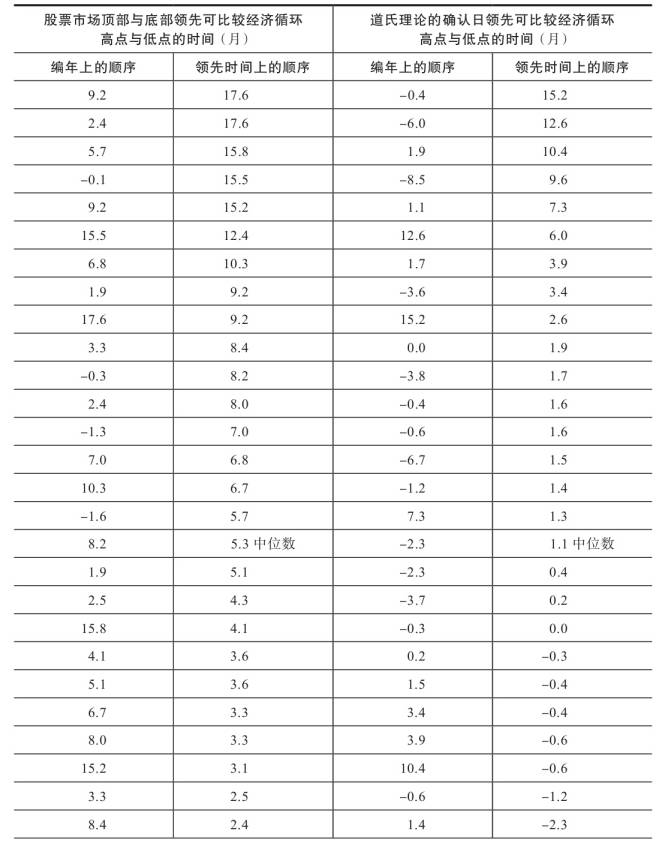 股票市场顶部与底部领先可比较经济循环 道氏理论的确认日领先可比较经济循环
高点与低点的时间（月） 高点与低点的时间（月）
编年上的顺序 领先时间上的顺序 编年上的顺序 领先时间上的顺序
9.2 17.6 –0.4 15.2
2.4 17.6 –6.0 12.6
5.7 15.8 1.9 10.4
–0.1 15.5 –8.5 9.6
9.2 15.2 1.1 7.3
15.5 12.4 12.6 6.0
6.8 10.3 1.7 3.9
1.9 9.2 –3.6 3.4
17.6 9.2 15.2 2.6
3.3 8.4 0.0 1.9
–0.3 8.2 –3.8 1.7
2.4 8.0 –0.4 1.6
–1.3 7.0 –0.6 1.6
7.0 6.8 –6.7 1.5
10.3 6.7 –1.2 1.4
–1.6 5.7 7.3 1.3
8.2 5.3 中位数 –2.3 1.1 中位数
1.9 5.1 –2.3 0.4
2.5 4.3 –3.7 0.2
15.8 4.1 –0.3 0.0
4.1 3.6 0.2 –0.3
5.1 3.6 1.5 –0.4
6.7 3.3 3.4 –0.4
8.0 3.3 3.9 –0.6
15.2 3.1 10.4 –0.6
3.3 2.5 –0.6 –1.2
8.4 2.4 1.4 –2.3